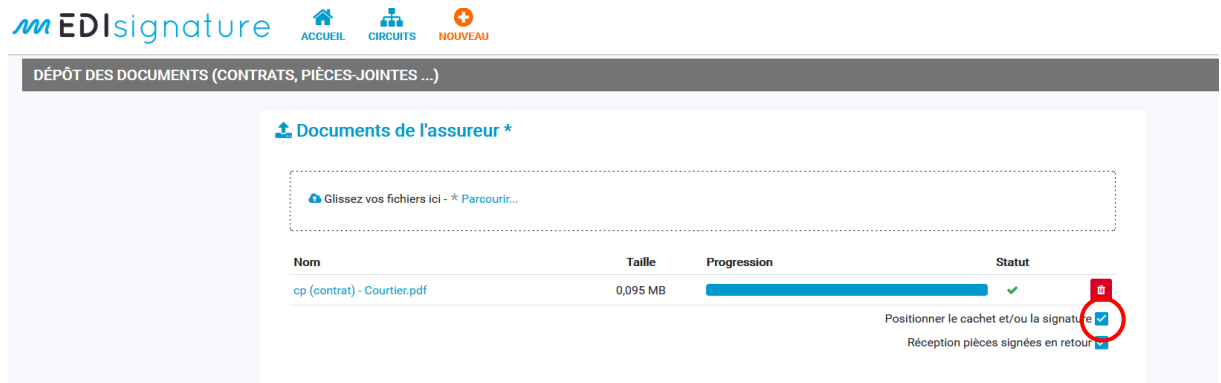 EDIsignature
ACCUEIL CIRCUITS NOUVEAU
DÉPÔT DES DOCUMENTS (CONTRATS, PIÈCES-JOINTES ...)
Documents de l'assureur *
Glissez vos fichiers ici - * Parcourir...
Nom Taille Progression Statut
cp (contrat) - Courtier.pdf 0,095 MB
Positionner le cachet et/ou la signature
Réception pièces signées en retour